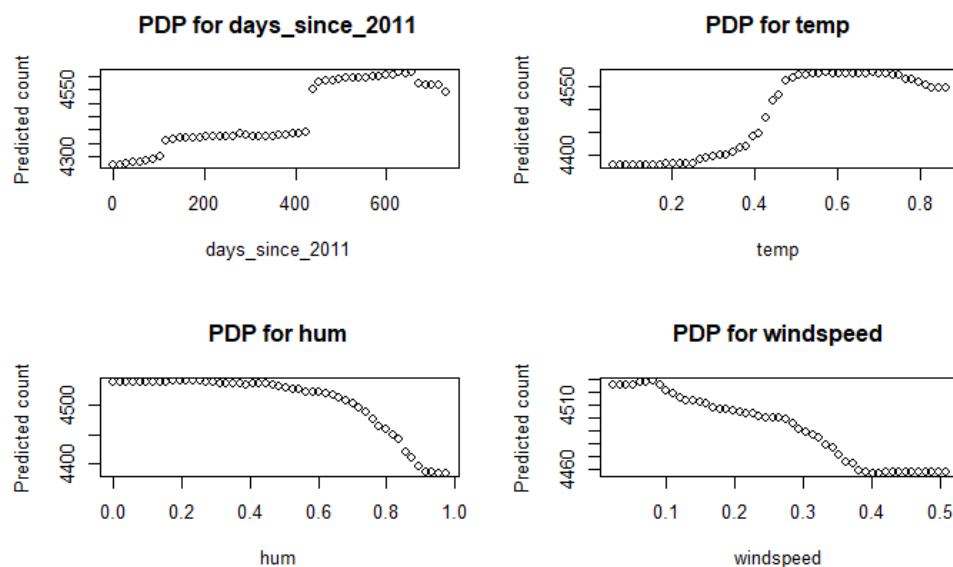 PDP for days_since_2011
Predicted count
4300 4550
0 200 400 600
days_since_2011
PDP for temp
Predicted count
4400 4550
0.2 0.4 0.6 0.8
temp
PDP for hum
Predicted count
4400 4500
0.0 0.2 0.4 0.6 0.8 1.0
hum
PDP for windspeed
Predicted count
4460 4510
0.1 0.2 0.3 0.4 0.5
windspeed